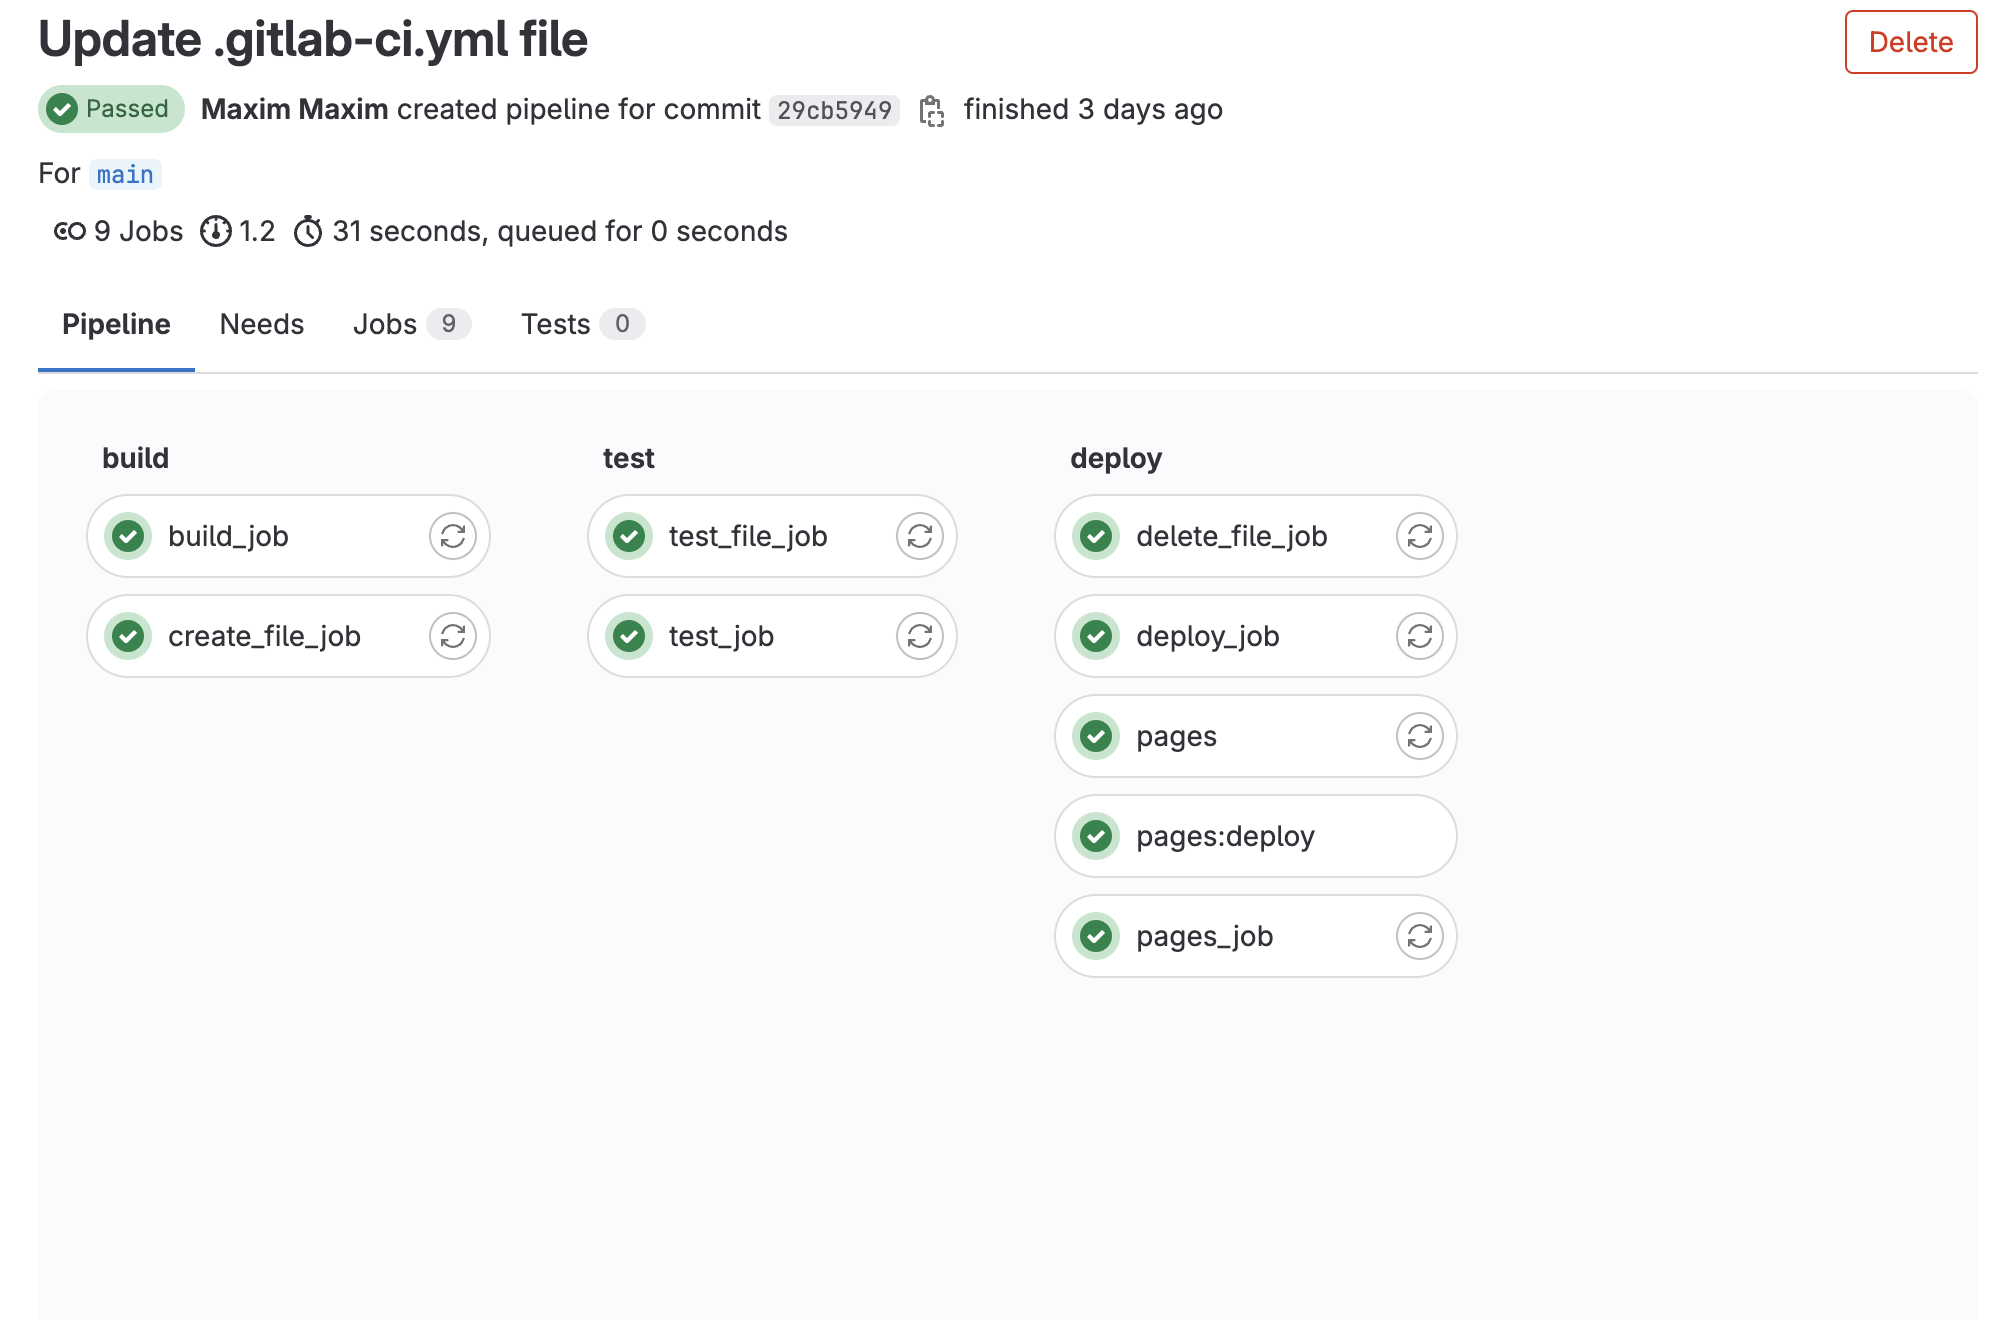 Update .gitlab-ci.yml file
Delete
Passed Maxim Maxim created pipeline for commit 29cb5949 finished 3 days ago
For main
9 Jobs 1.2 31 seconds, queued for 0 seconds
Pipeline Needs Jobs 9 Tests 0
build
build_job
create_file_job
test
test_file_job
test_job
deploy
delete_file_job
deploy_job
pages
pages:deploy
pages_job